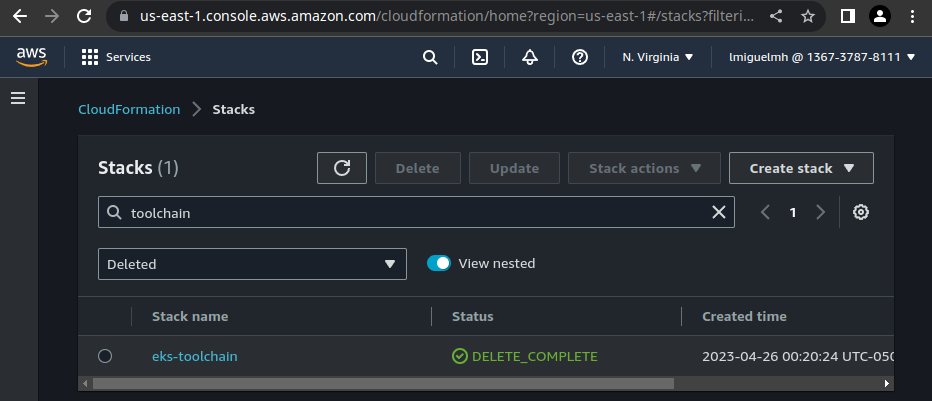 us-east-1.console.aws.amazon.com/cloudformation/home?region=us-east-1#/stacks?filteri...
aws Services N. Virginia lmiguelmh @ 1367-3787-8111
CloudFormation Stacks
Stacks (1) Delete Update Stack actions Create stack
toolchain 1
Deleted View nested
Stack name Status Created time
eks-toolchain DELETE_COMPLETE 2023-04-26 00:20:24 UTC-050